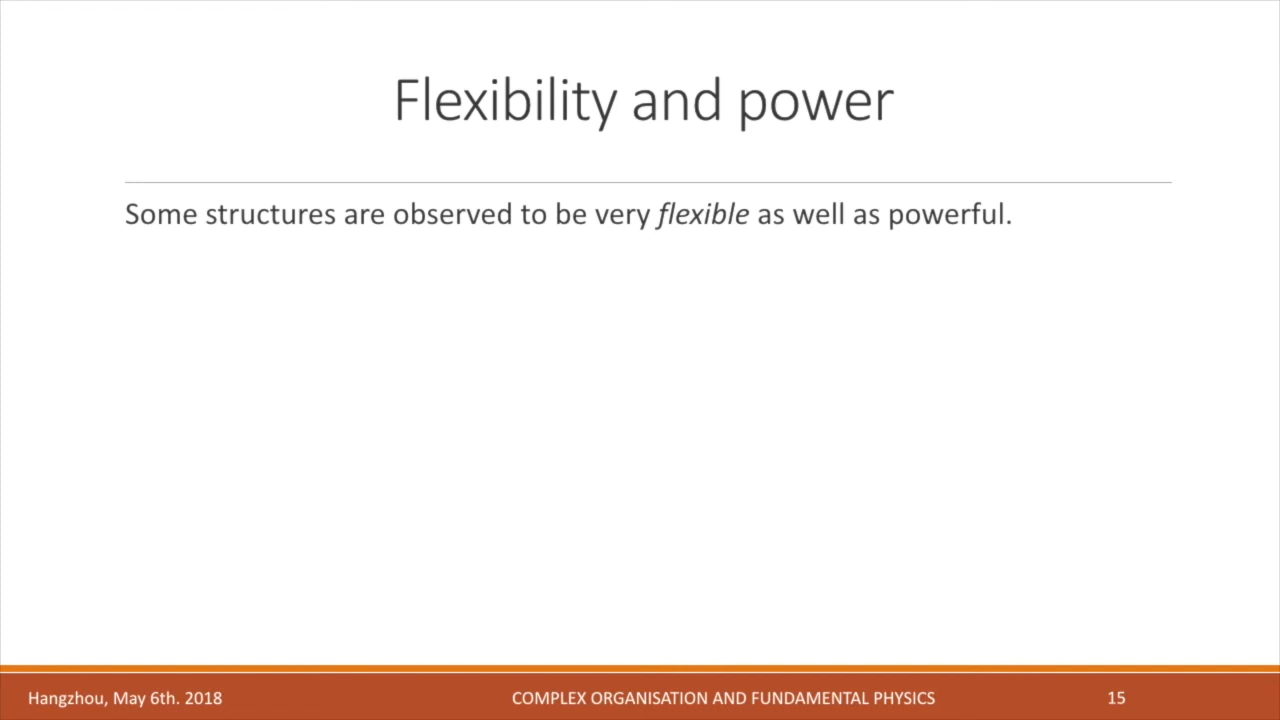 Flexibility and power
Some structures are observed to be very flexible as well as powerful.
Hangzhou, May 6th. 2018
COMPLEX ORGANISATION AND FUNDAMENTAL PHYSICS
15